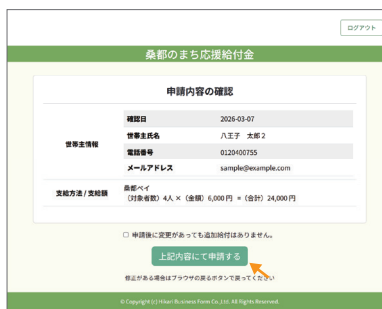 ログアウト
桑都のまち応援給付金
申請内容の確認
世帯主情報
確認日 2026-03-07
世帯主氏名 八王子 太郎2
電話番号 0120400755
メールアドレス sample@example.com
支給方法 / 支給額
桑都ペイ
(対象者数) 4人 × (金額) 6,000円 = (合計) 24,000円
申請後に変更があっても追加給付はありません。
上記内容にて申請する
修正がある場合はブラウザの戻るボタンで戻ってください
© Copyright (c) Hikari Business Form Co.,Ltd. All Rights Reserved.